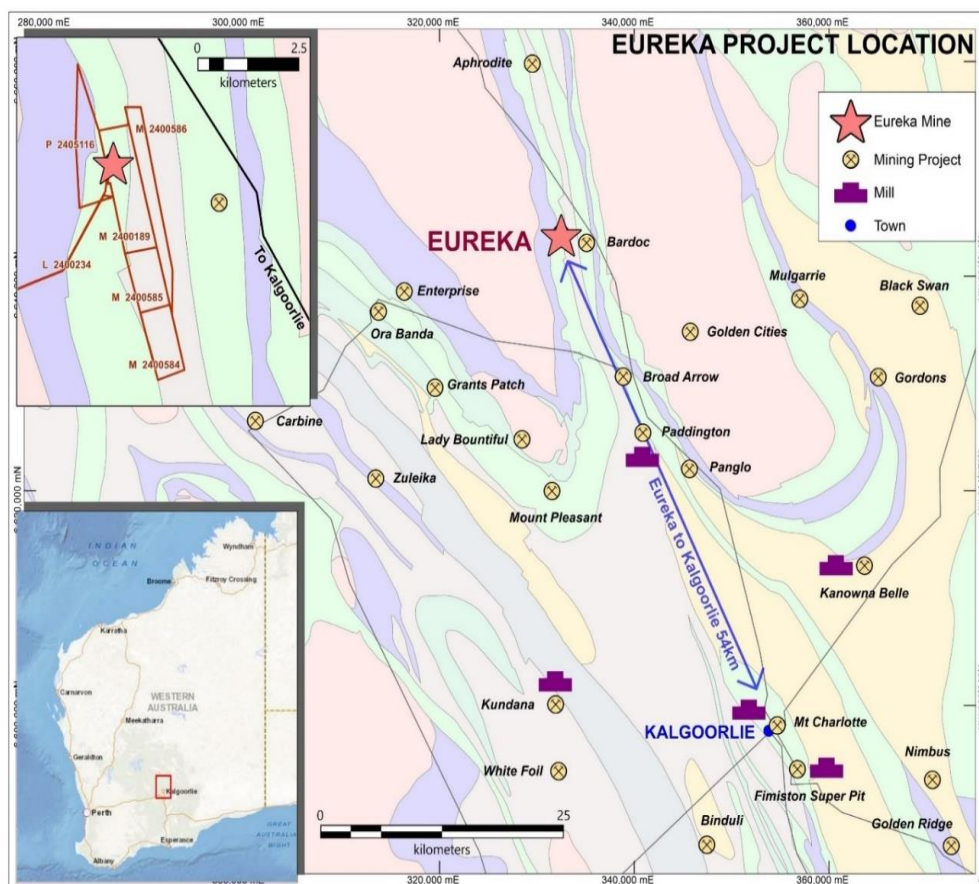 280,000 mE
300,000 mE
320,000 mE
340,000 mE
360,000 mE
EUREKA PROJECT LOCATION
0 2.5
kilometers
P 2405116
M 2400586
M 2400189
L 2400234
M 2400585
M 2400584
To Kalgoorlie
Eureka Mine
Mining Project
Mill
Town
Aphrodite
EUREKA
Bardoc
Mulgarrie
Black Swan
Enterprise
Ora Banda
Golden Cities
Grants Patch
Broad Arrow
Gordons
Carbine
Lady Bountiful
Paddington
Zuleika
Panglo
Mount Pleasant
Eureka to Kalgoorlie 54km
Kanowna Belle
Kundana
Mt Charlotte
KALGOORLIE
White Foil
Nimbus
Fimiston Super Pit
Binduli
Golden Ridge
0 25
kilometers
INDIAN
OCEAN
Wyndham
Broome
Fitzroy Crossing
Karratha
Carnarvon
WESTERN
AUSTRALIA
Meekatharra
Geraldton
Kalgoorlie
Perth
Esperance
Albany
GREAT
AUSTRALIAN
BIGHT
320,000 mE
340,000 mE
360,000 mE